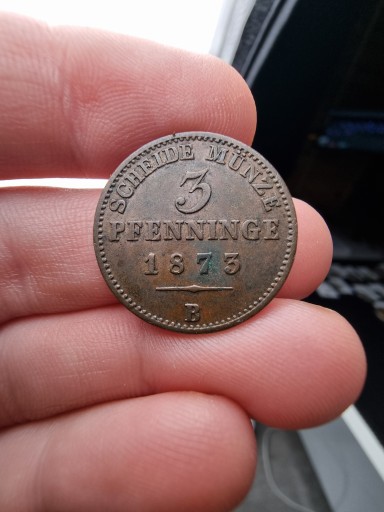 SCHEIDE MÜNZE
3
PFENNINGE
1873
B